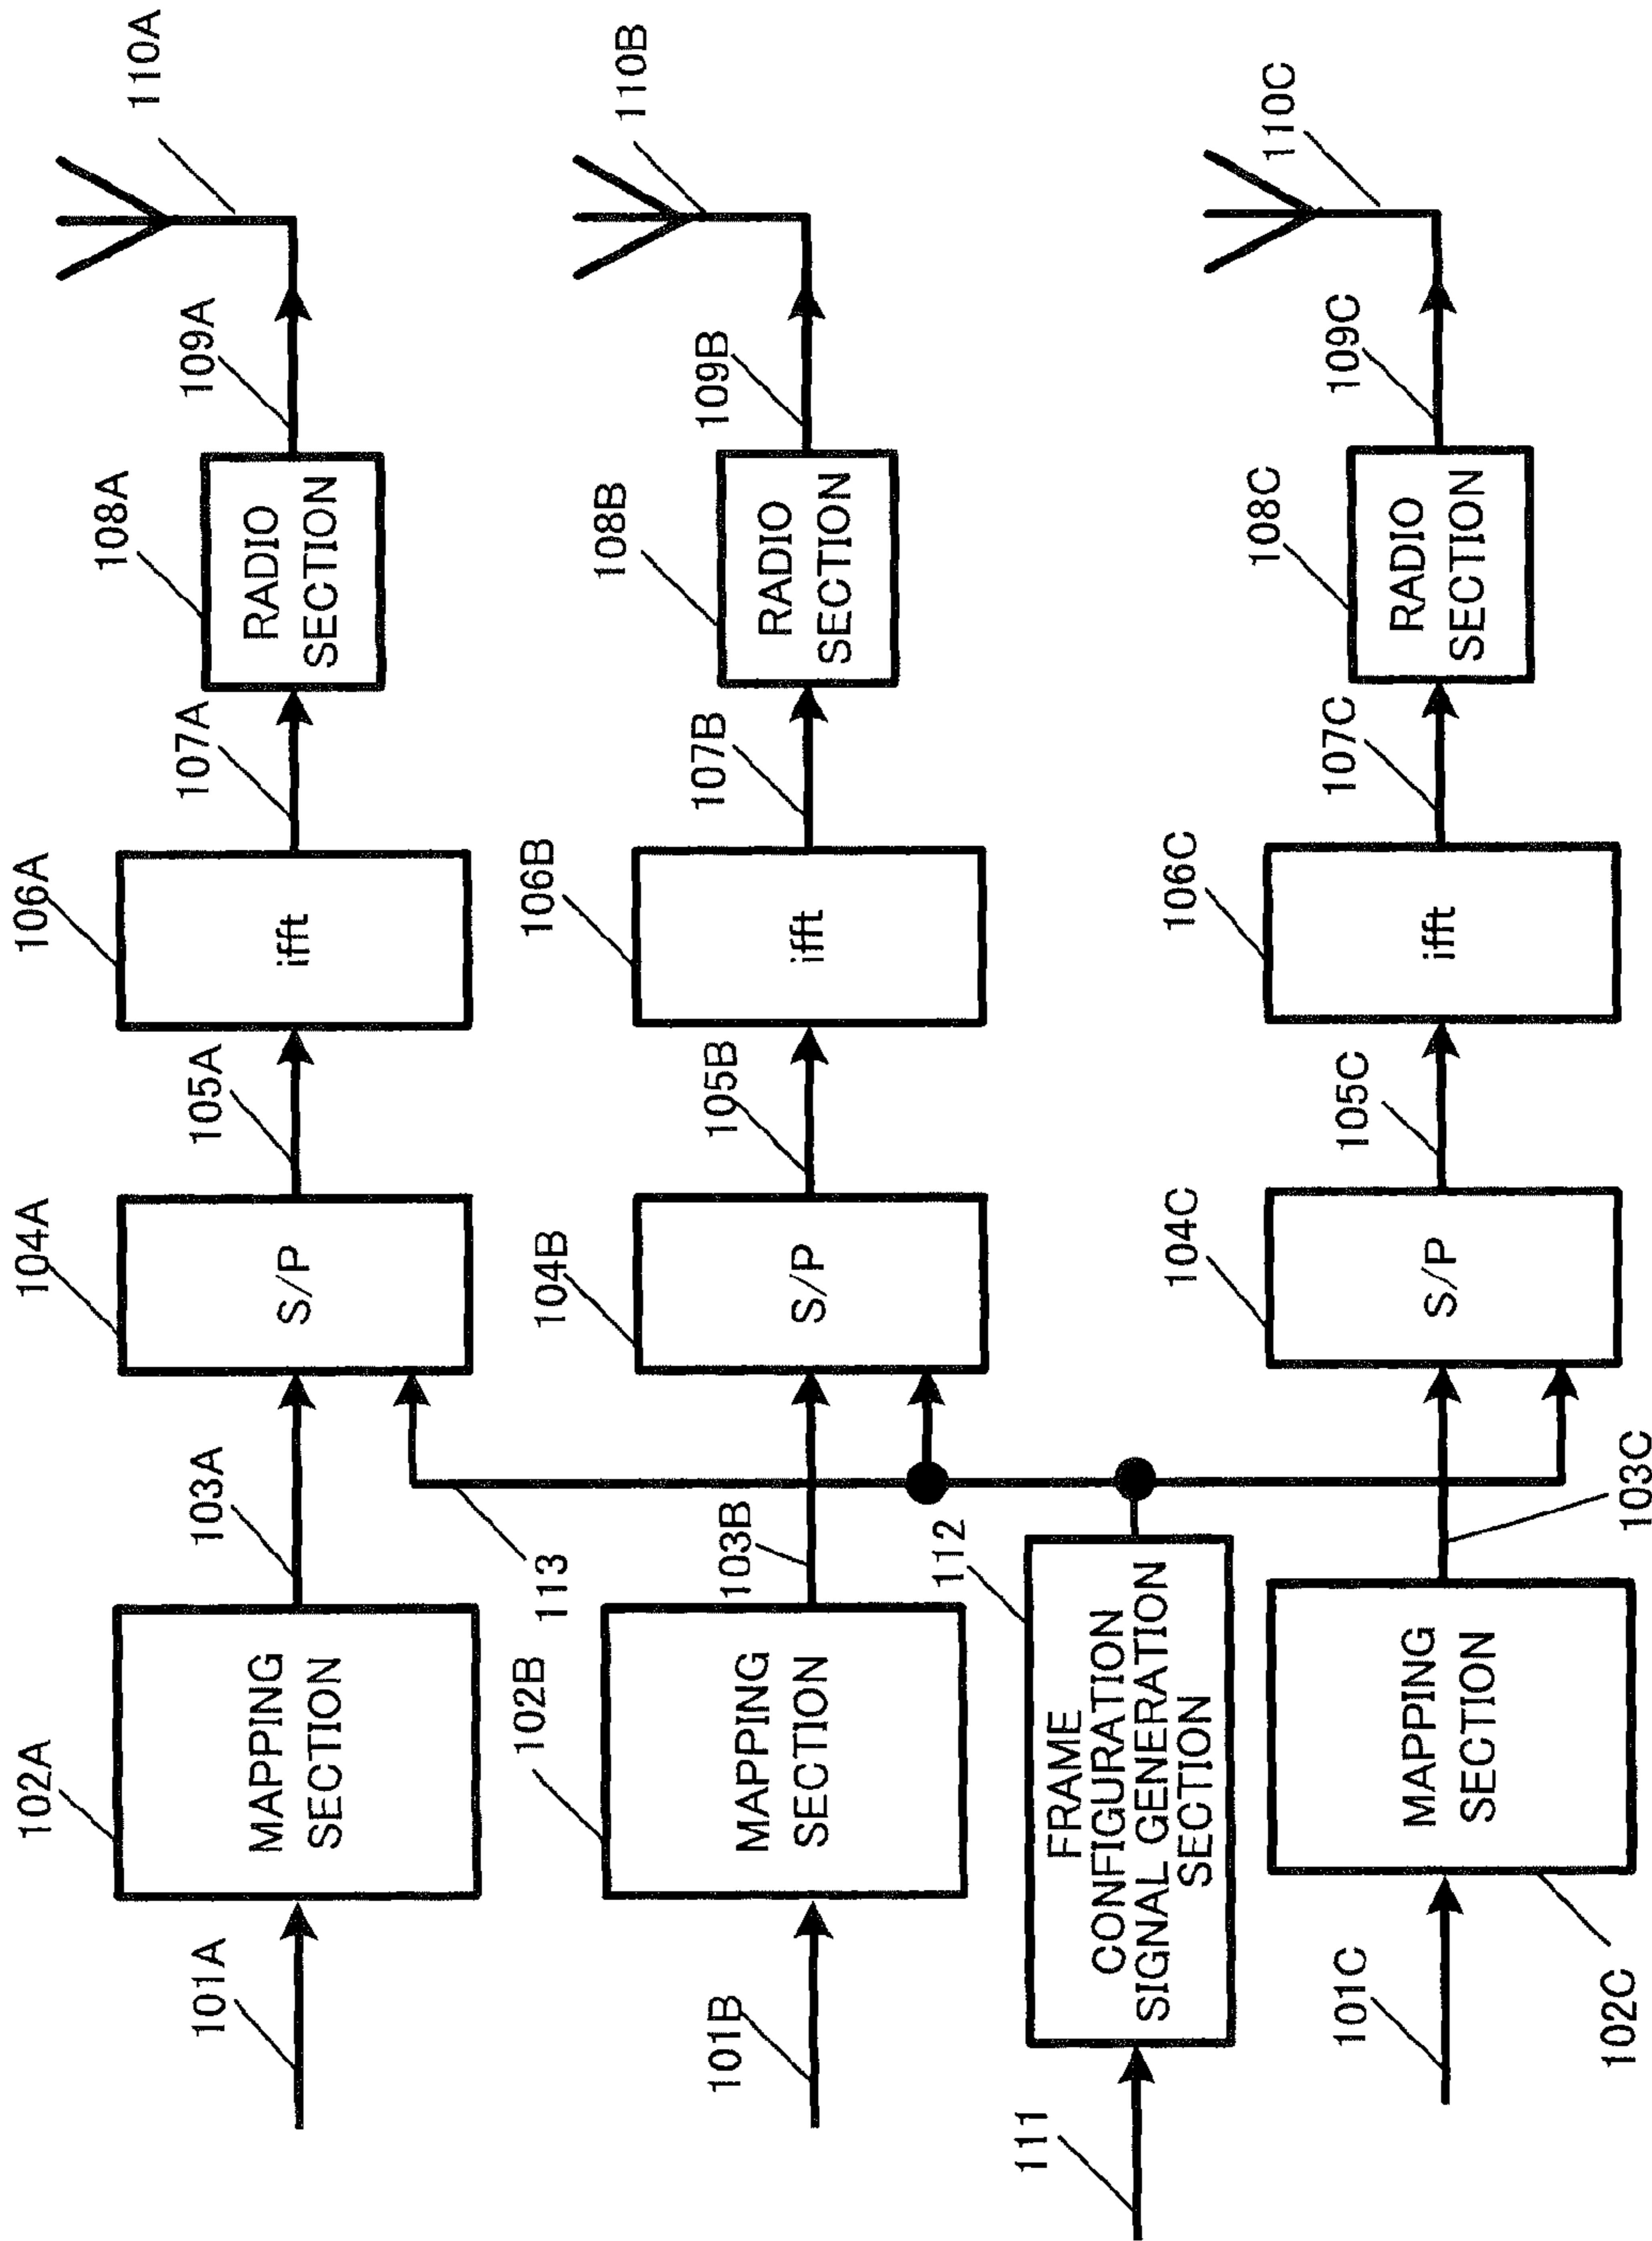 101A
102A
MAPPING
SECTION
103A
104A
S/P
105A
106A
ifft
107A
108A
RADIO
SECTION
109A
110A
113
101B
102B
MAPPING
SECTION
103B
104B
S/P
105B
106B
ifft
107B
108B
RADIO
SECTION
109B
110B
111
112
FRAME
CONFIGURATION
SIGNAL GENERATION
SECTION
101C
102C
MAPPING
SECTION
103C
104C
S/P
105C
106C
ifft
107C
108C
RADIO
SECTION
109C
110C